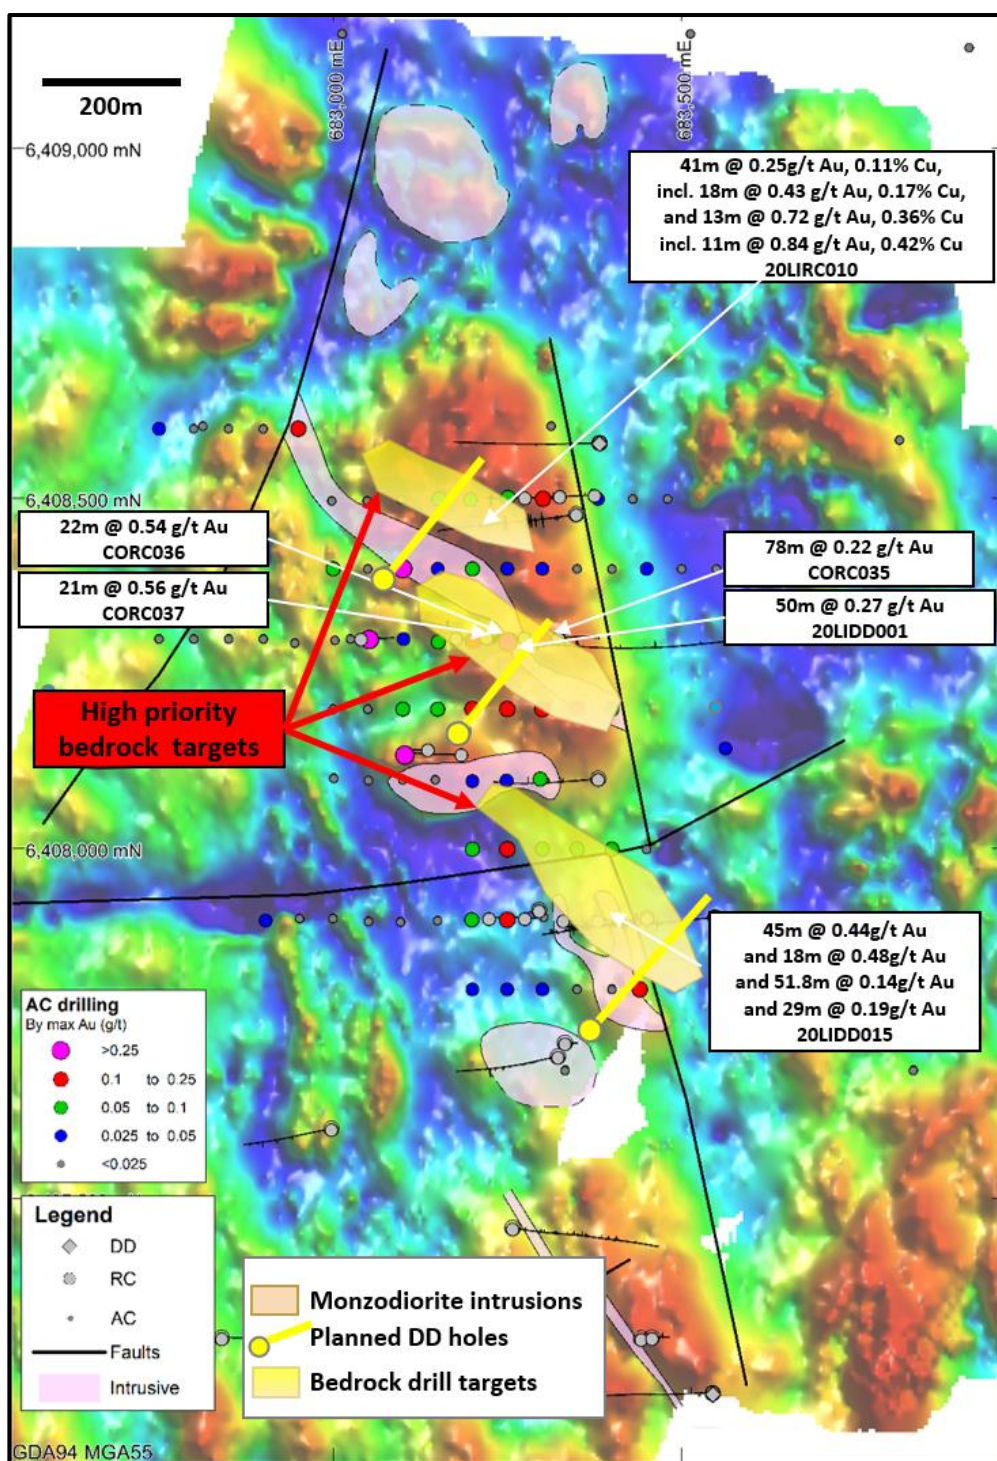 200m
683,000 mE
683,500 mE
6,409,000 mN
41m @ 0.25g/t Au, 0.11% Cu,
incl. 18m @ 0.43 g/t Au, 0.17% Cu,
and 13m @ 0.72 g/t Au, 0.36% Cu
incl. 11m @ 0.84 g/t Au, 0.42% Cu
20LIRC010
6,408,500 mN
22m @ 0.54 g/t Au
CORC036
78m @ 0.22 g/t Au
CORC035
21m @ 0.56 g/t Au
CORC037
50m @ 0.27 g/t Au
20LIDD001
High priority
bedrock targets
6,408,000 mN
45m @ 0.44g/t Au
and 18m @ 0.48g/t Au
and 51.8m @ 0.14g/t Au
and 29m @ 0.19g/t Au
20LIDD015
AC drilling
By max Au (g/t)
>0.25
0.1 to 0.25
0.05 to 0.1
0.025 to 0.05
<0.025
Legend
DD
RC
AC
Faults
Intrusive
Monzodiorite intrusions
Planned DD holes
Bedrock drill targets
GDA94 MGA55